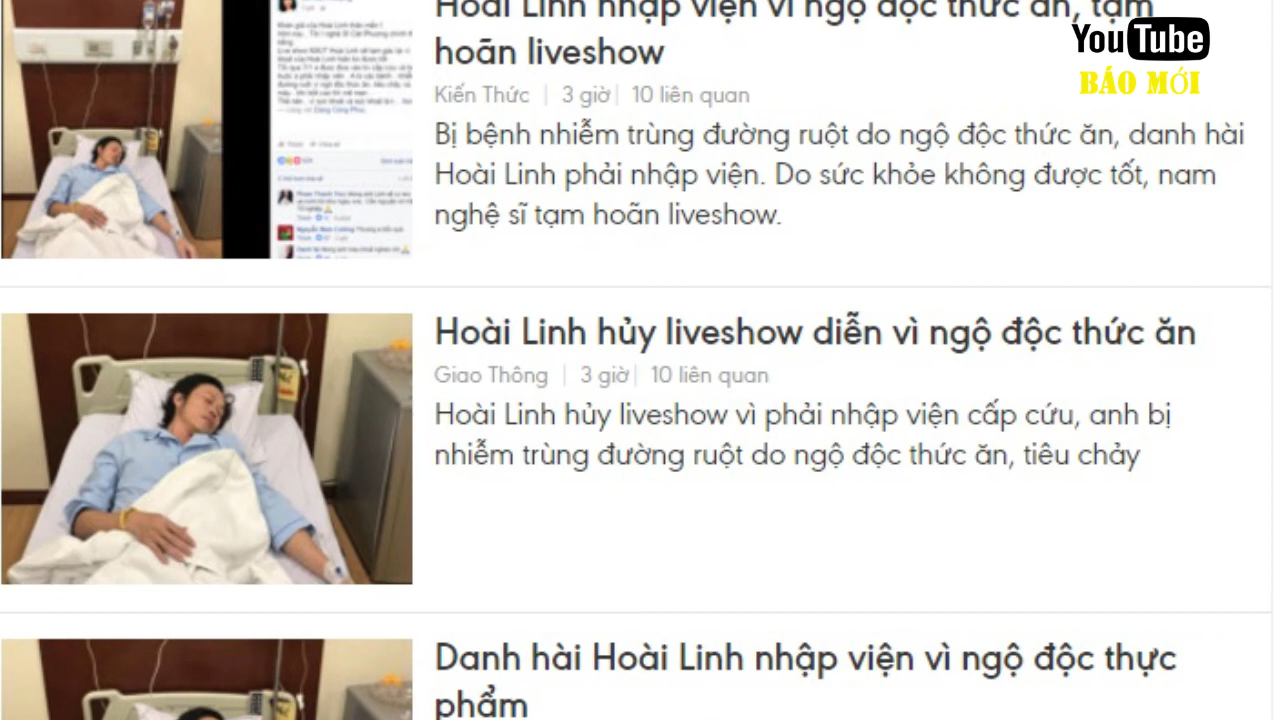 Hoài Linh nhập viện vì ngộ độc thức ăn, tạm
hoãn liveshow
Kiến Thức | 3 giờ | 10 liên quan
Bị bệnh nhiễm trùng đường ruột do ngộ độc thức ăn, danh hài
Hoài Linh phải nhập viện. Do sức khỏe không được tốt, nam
nghệ sĩ tạm hoãn liveshow.
YouTube
BÁO MỚI
Hoài Linh hủy liveshow diễn vì ngộ độc thức ăn
Giao Thông | 3 giờ | 10 liên quan
Hoài Linh hủy liveshow vì phải nhập viện cấp cứu, anh bị
nhiễm trùng đường ruột do ngộ độc thức ăn, tiêu chảy
Danh hài Hoài Linh nhập viện vì ngộ độc thực
phẩm